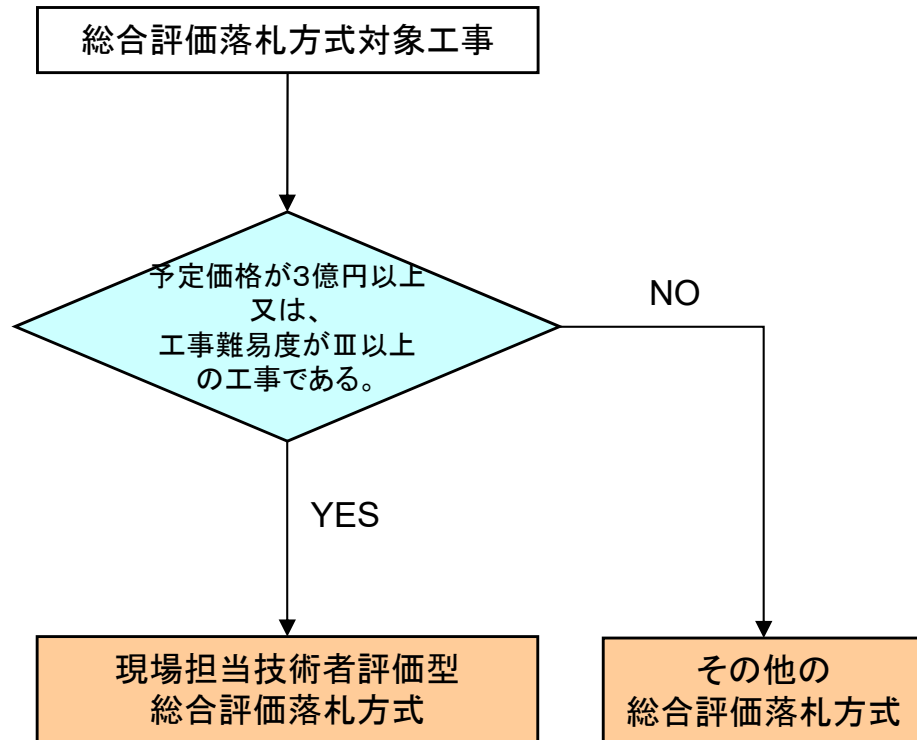 総合評価落札方式対象工事
予定価格が3億円以上
又は、
工事難易度がⅢ以上
の工事である。
NO
YES
現場担当技術者評価型
総合評価落札方式
その他の
総合評価落札方式